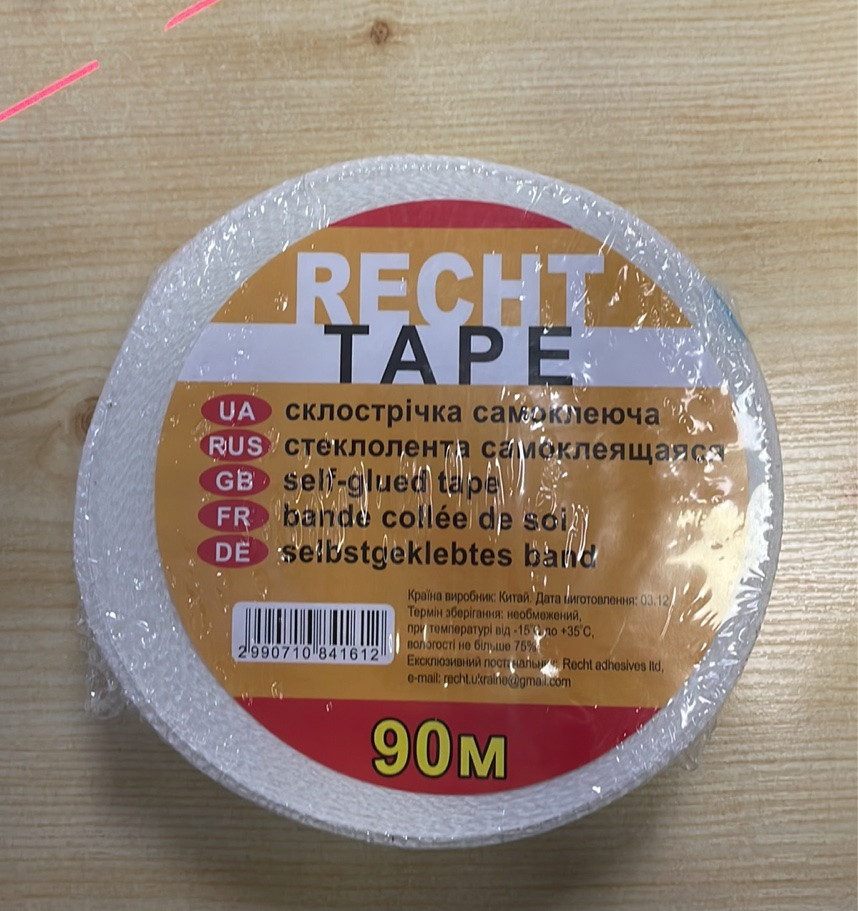 RECHT
TAPE
UA склострічка самоклеюча
RUS стеклолента самоклеящаяся
GB self-glued tape
FR bande collée de soi
DE selbstgeklebtes band
Країна виробник: Китай. Дата виготовлення: 03.12
Термін зберігання: необмежений,
при температурі від -15°С до +35°С,
вологості не більше 75%
Ексклюзивний Recht adhesives ltd,
e-mail: recht.ukraine@gmail.com
2 990710 841612
90м